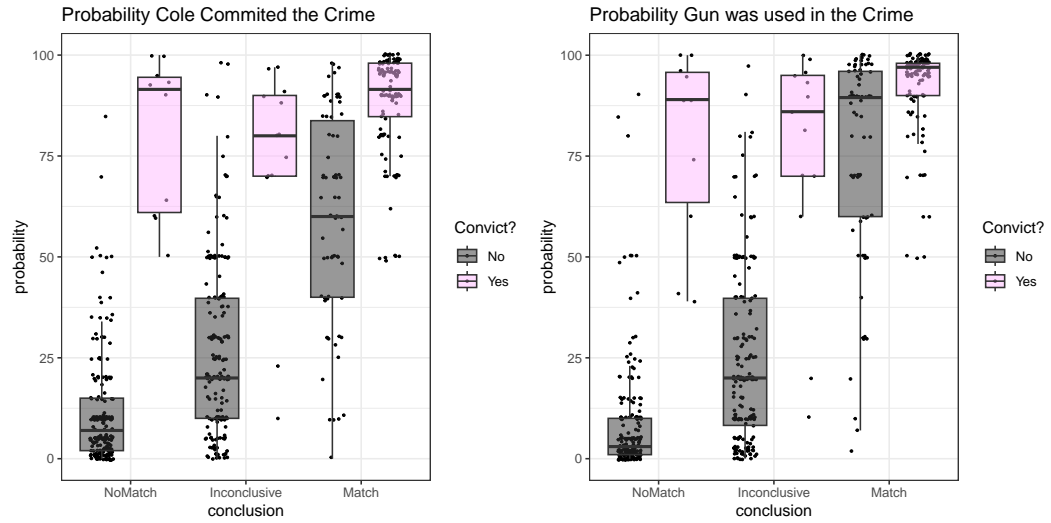 Probability Cole Commited the Crime
100
75
50
25
0
probability
NoMatch Inconclusive Match
conclusion
Convict?
No
Yes
Probability Gun was used in the Crime
100
75
50
25
0
probability
NoMatch Inconclusive Match
conclusion
Convict?
No
Yes